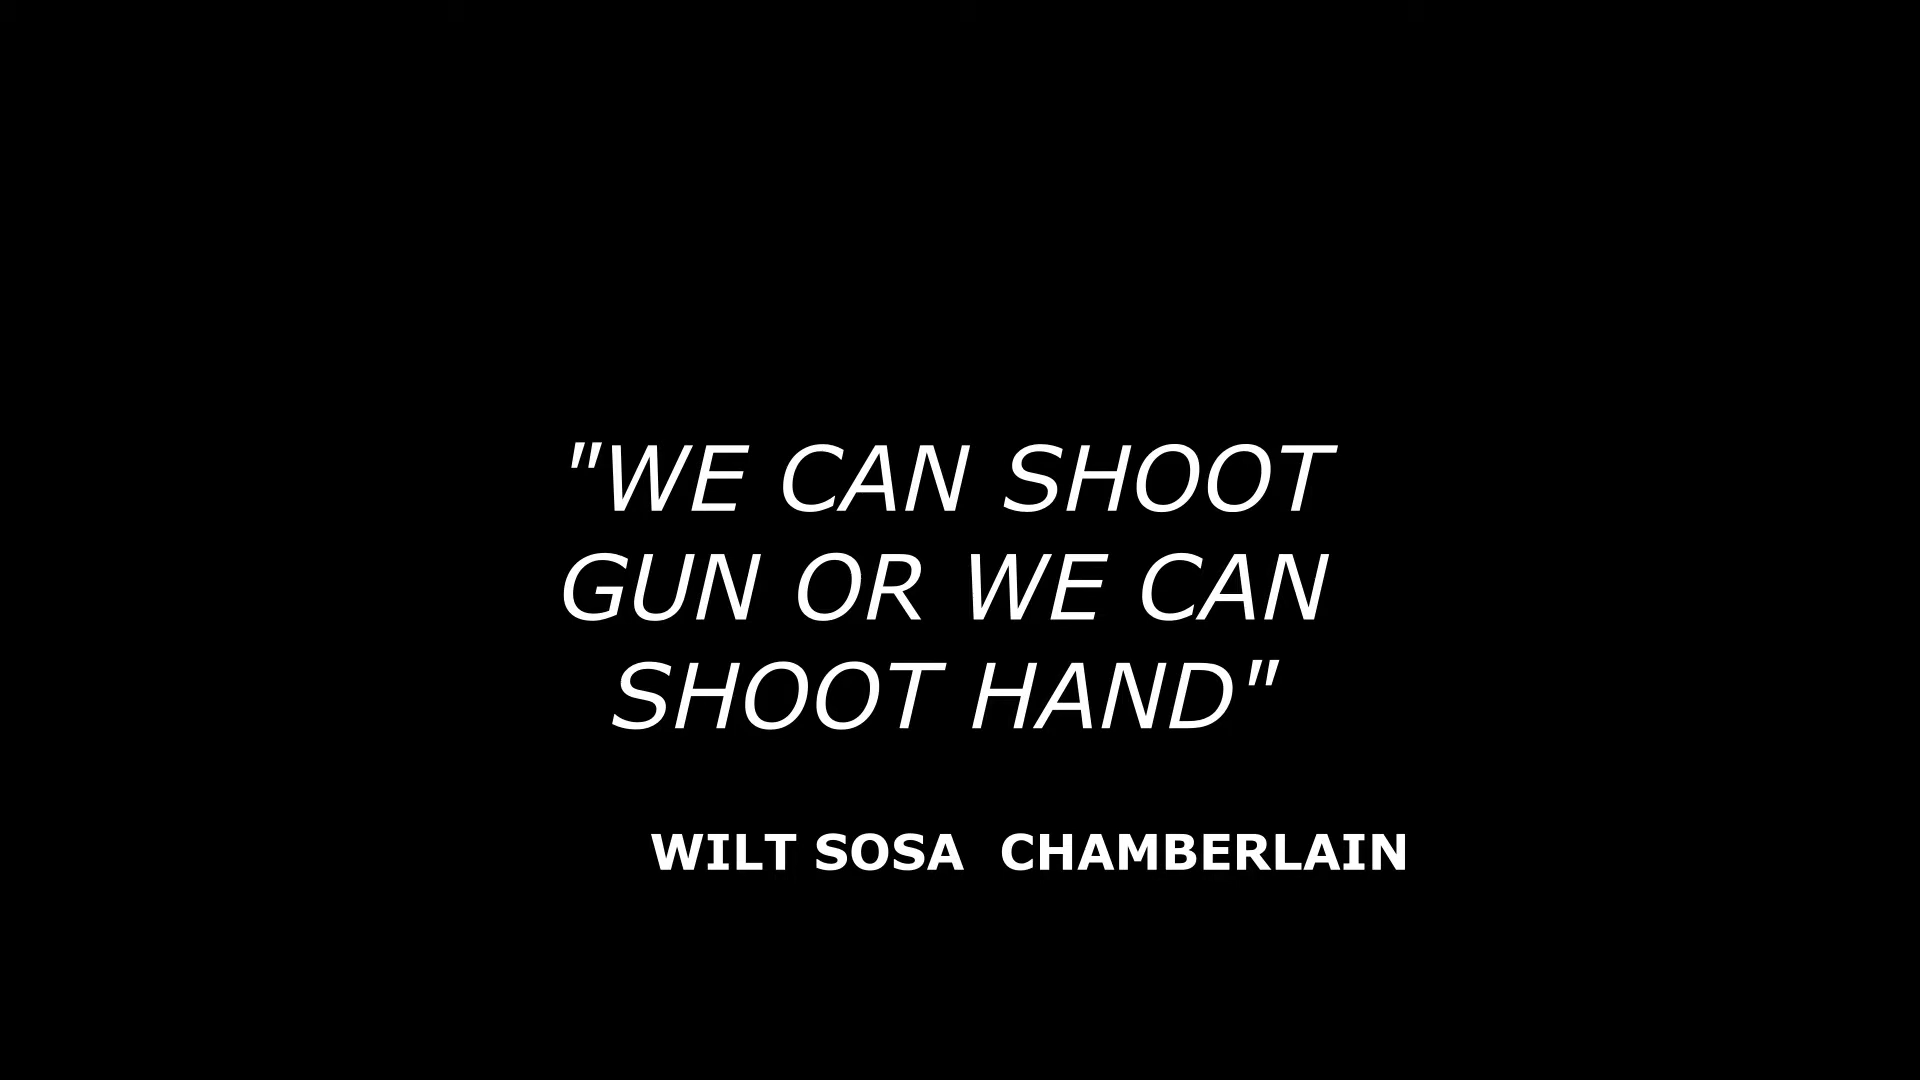 "WE CAN SHOOT
GUN OR WE CAN
SHOOT HAND"
WILT SOSA  CHAMBERLAIN